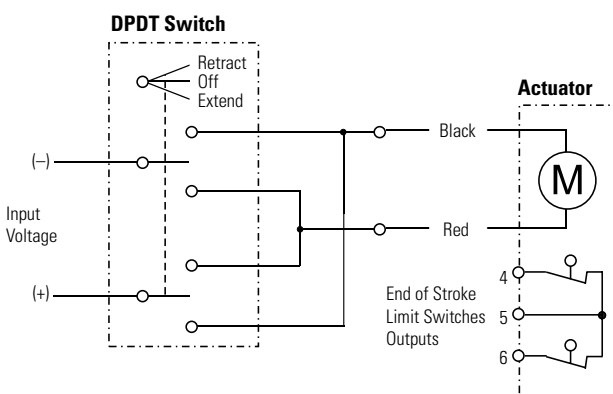 DPDT Switch
Retract
Off
Extend
Actuator
(–)
Black
M
Input
Voltage
Red
(+)
End of Stroke
Limit Switches
Outputs
4
5
6